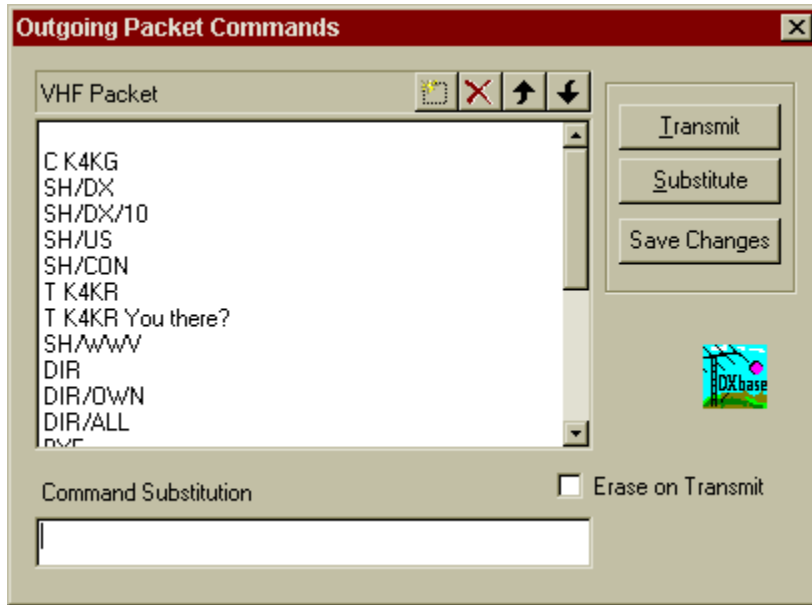 Outgoing Packet Commands
VHF Packet
C K4KG
SH/DX
SH/DX/10
SH/US
SH/CON
T K4KR
T K4KR You there?
SH/WWV
DIR
DIR/OWN
DIR/ALL
BYE
Transmit
Substitute
Save Changes
DXbase
Command Substitution
Erase on Transmit